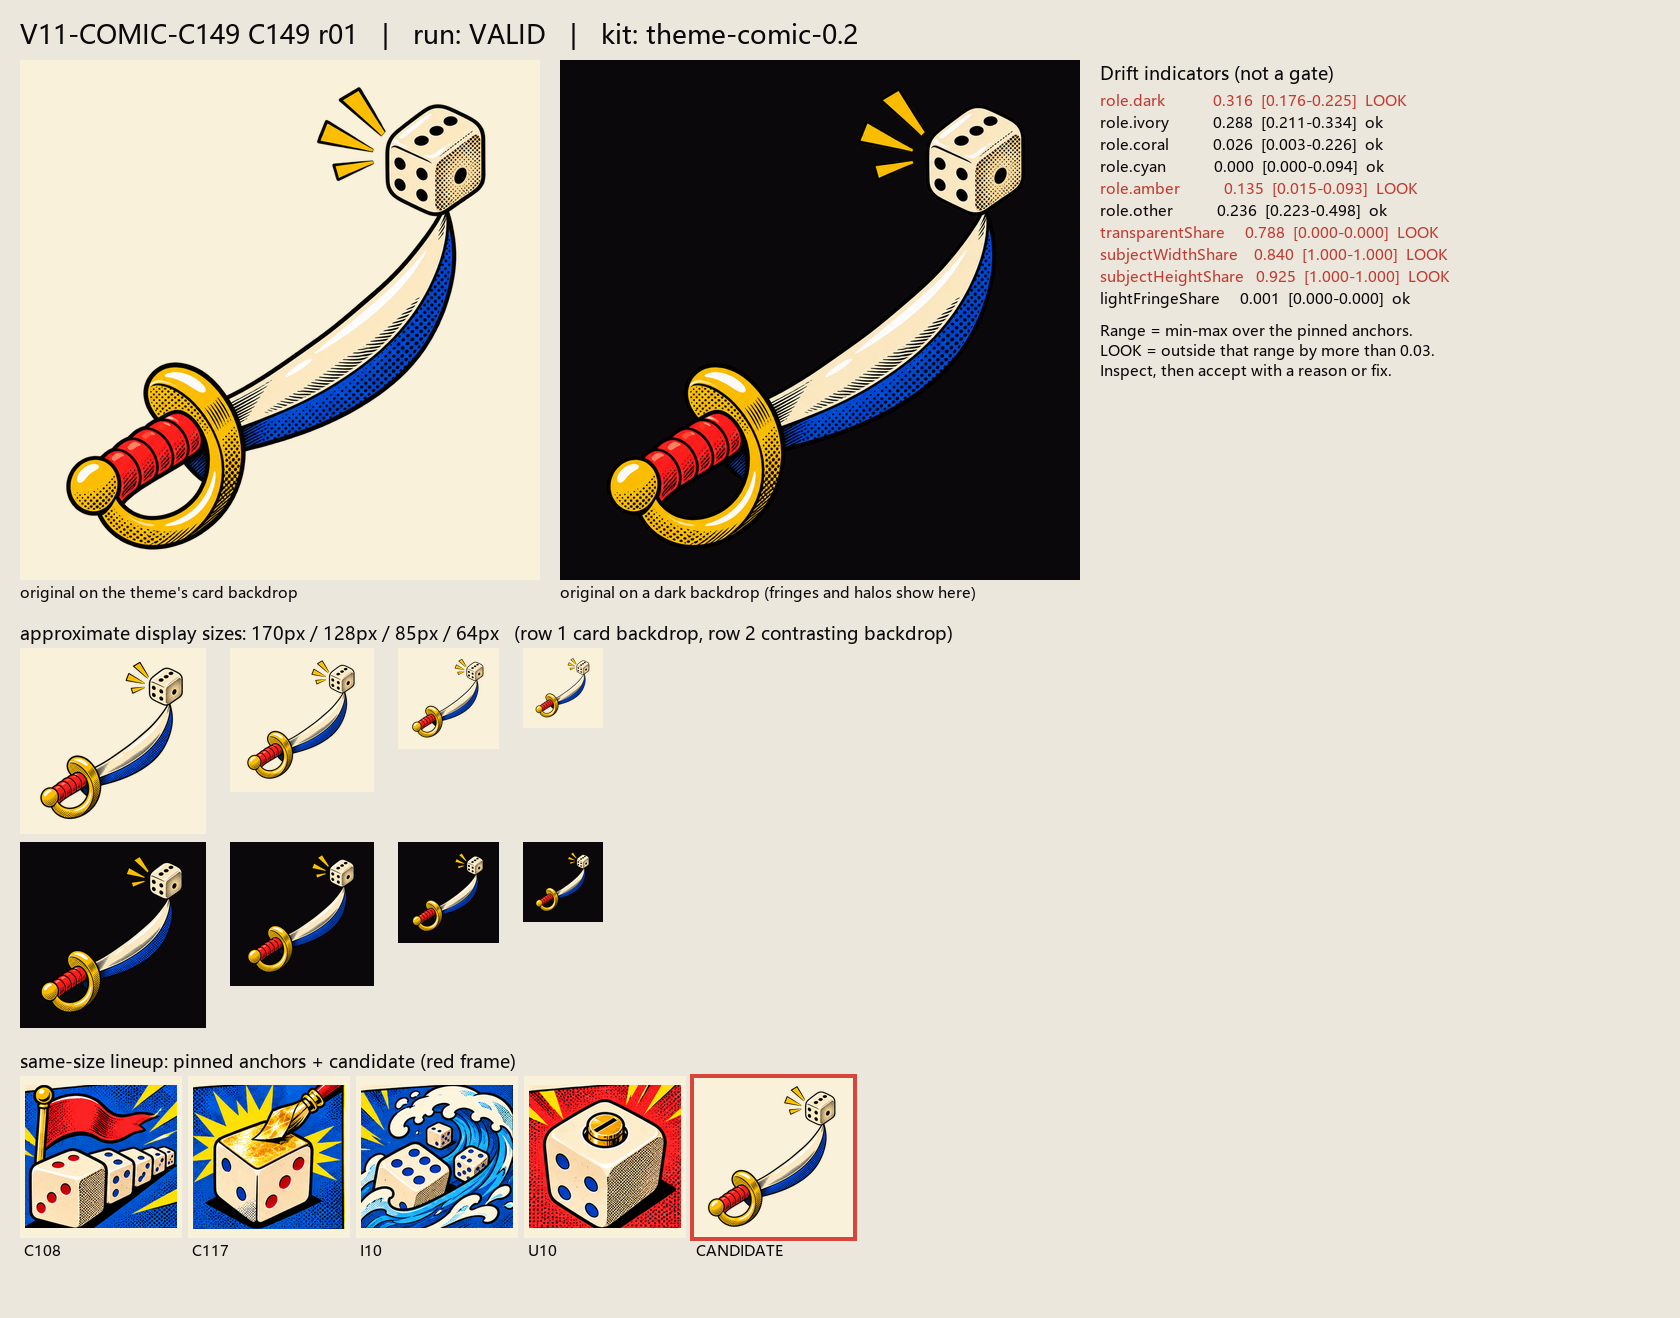 V11-COMIC-C149 C149 r01 | run: VALID | kit: theme-comic-0.2
Drift indicators (not a gate)
role.dark 0.316 [0.176-0.225] LOOK
role.ivory 0.288 [0.211-0.334] ok
role.coral 0.026 [0.003-0.226] ok
role.cyan 0.000 [0.000-0.094] ok
role.amber 0.135 [0.015-0.093] LOOK
role.other 0.236 [0.223-0.498] ok
transparentShare 0.788 [0.000-0.000] LOOK
subjectWidthShare 0.840 [1.000-1.000] LOOK
subjectHeightShare 0.925 [1.000-1.000] LOOK
lightFringeShare 0.001 [0.000-0.000] ok
Range = min-max over the pinned anchors.
LOOK = outside that range by more than 0.03.
Inspect, then accept with a reason or fix.
original on the theme's card backdrop
original on a dark backdrop (fringes and halos show here)
approximate display sizes: 170px / 128px / 85px / 64px (row 1 card backdrop, row 2 contrasting backdrop)
same-size lineup: pinned anchors + candidate (red frame)
C108
C117
I10
U10
CANDIDATE